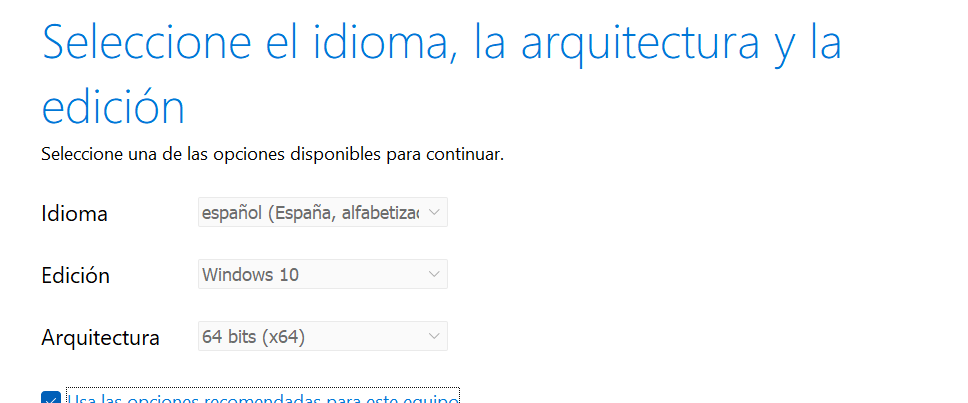 Seleccione el idioma, la arquitectura y la
edición
Seleccione una de las opciones disponibles para continuar.
Idioma español (España, alfabetizac
Edición Windows 10
Arquitectura 64 bits (x64)
Usa las opciones recomendadas para este equipo